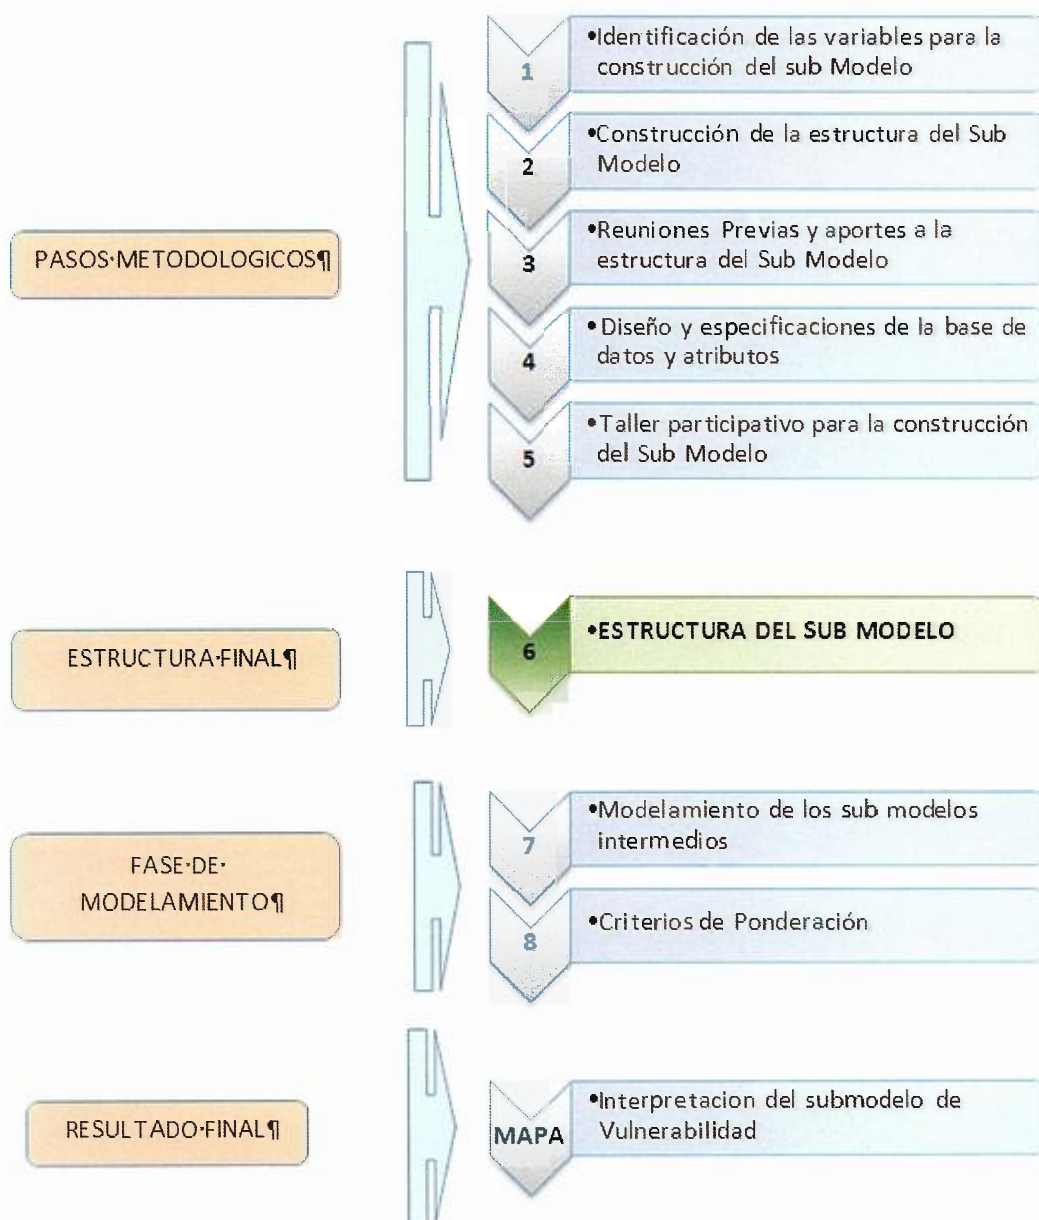 PASOS·METODOLOGICOS¶
1
•Identificación de las variables para la
construcción del sub Modelo
2
•Construcción de la estructura del Sub
Modelo
3
•Reuniones Previas y aportes a la
estructura del Sub Modelo
4
•Diseño y especificaciones de la base de
datos y atributos
5
•Taller participativo para la construcción
del Sub Modelo
ESTRUCTURA·FINAL¶
6
•ESTRUCTURA DEL SUB MODELO
FASE·DE·
MODELAMIENTO¶
7
•Modelamiento de los sub modelos
intermedios
8
•Criterios de Ponderación
RESULTADO·FINAL¶
MAPA
•Interpretacion del submodelo de
Vulnerabilidad